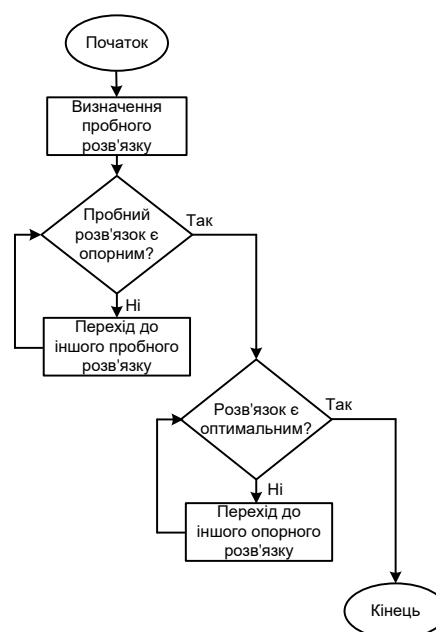 Початок
Визначення
пробного
розв'язку
Пробний
розв'язок є
опорним?
Так
Ні
Перехід до
іншого пробного
розв'язку
Розв'язок є
оптимальним?
Так
Ні
Перехід до
іншого опорного
розв'язку
Кінець